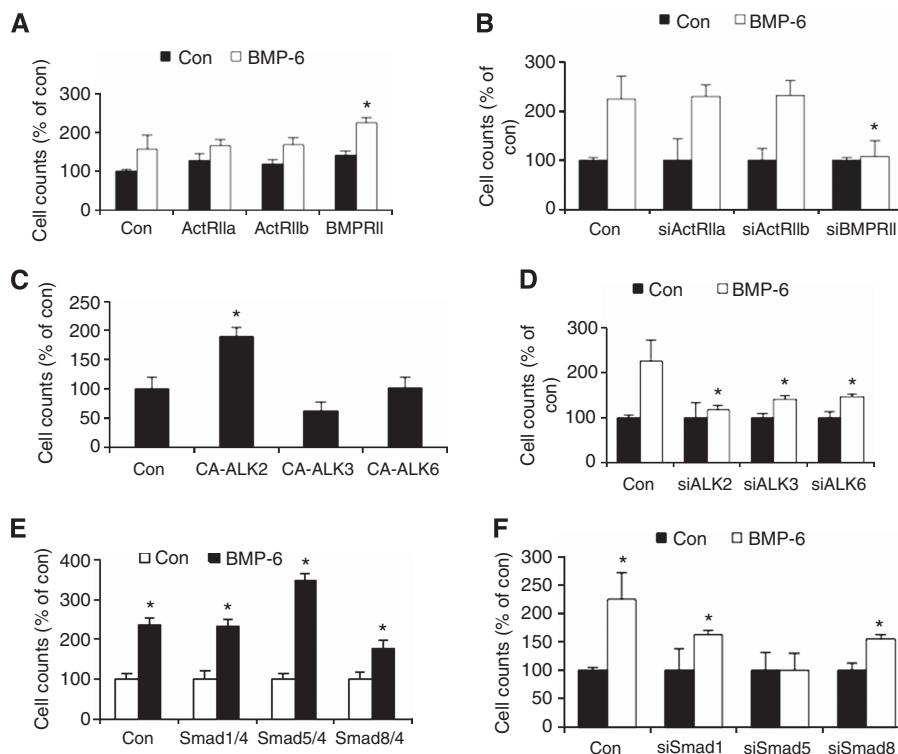 A
Con BMP-6
Cell counts (% of con)
300
200
100
0
Con ActRIIa ActRIIb BMPRII
*
B
Con BMP-6
Cell counts (% of
con)
300
200
100
0
Con siActRIIa siActRIIb siBMPRII
*
C
Cell counts (% of con)
250
200
150
100
50
0
Con CA-ALK2 CA-ALK3 CA-ALK6
*
D
Con BMP-6
Cell counts (% of
con)
300
200
100
0
Con siALK2 siALK3 siALK6
* * *
E
Con BMP-6
Cell counts (% of con)
400
300
200
100
0
Con Smad1/4 Smad5/4 Smad8/4
* * * *
F
Con BMP-6
Cell counts (% of con)
300
250
200
150
100
50
0
Con siSmad1 siSmad5 siSmad8
* * *